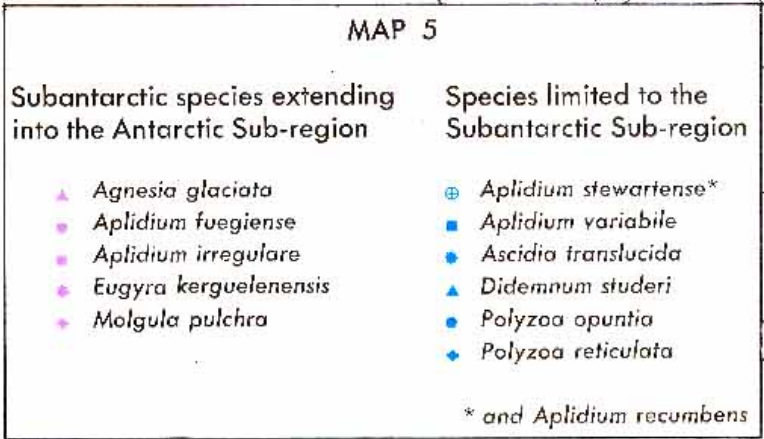 MAP 5
Subantarctic species extending
into the Antarctic Sub-region
Agnesia glaciata
Aplidium fuegiense
Aplidium irregulare
Eugyra kerguelenensis
Molgula pulchra
Species limited to the
Subantarctic Sub-region
Aplidium stewartense*
Aplidium variabile
Ascidia translucida
Didemnum studeri
Polyzoa opuntia
Polyzoa reticulata
* and Aplidium recumbens